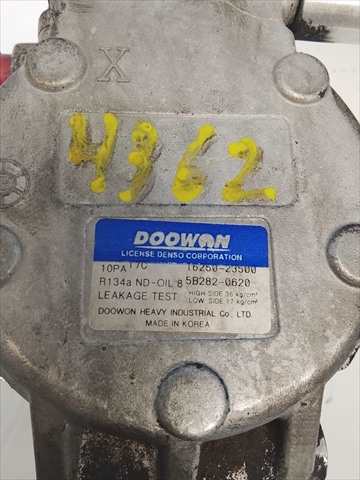 X
4362
DOOWON
LICENSE DENSO CORPORATION
10PA17C 16250-23500
R134a ND-OIL 8 5B282-0620
LEAKAGE TEST HIGH SIDE 36 kg/cm²
LOW SIDE 17 kg/cm²
DOOWON HEAVY INDUSTRIAL CO. LTD.
MADE IN KOREA